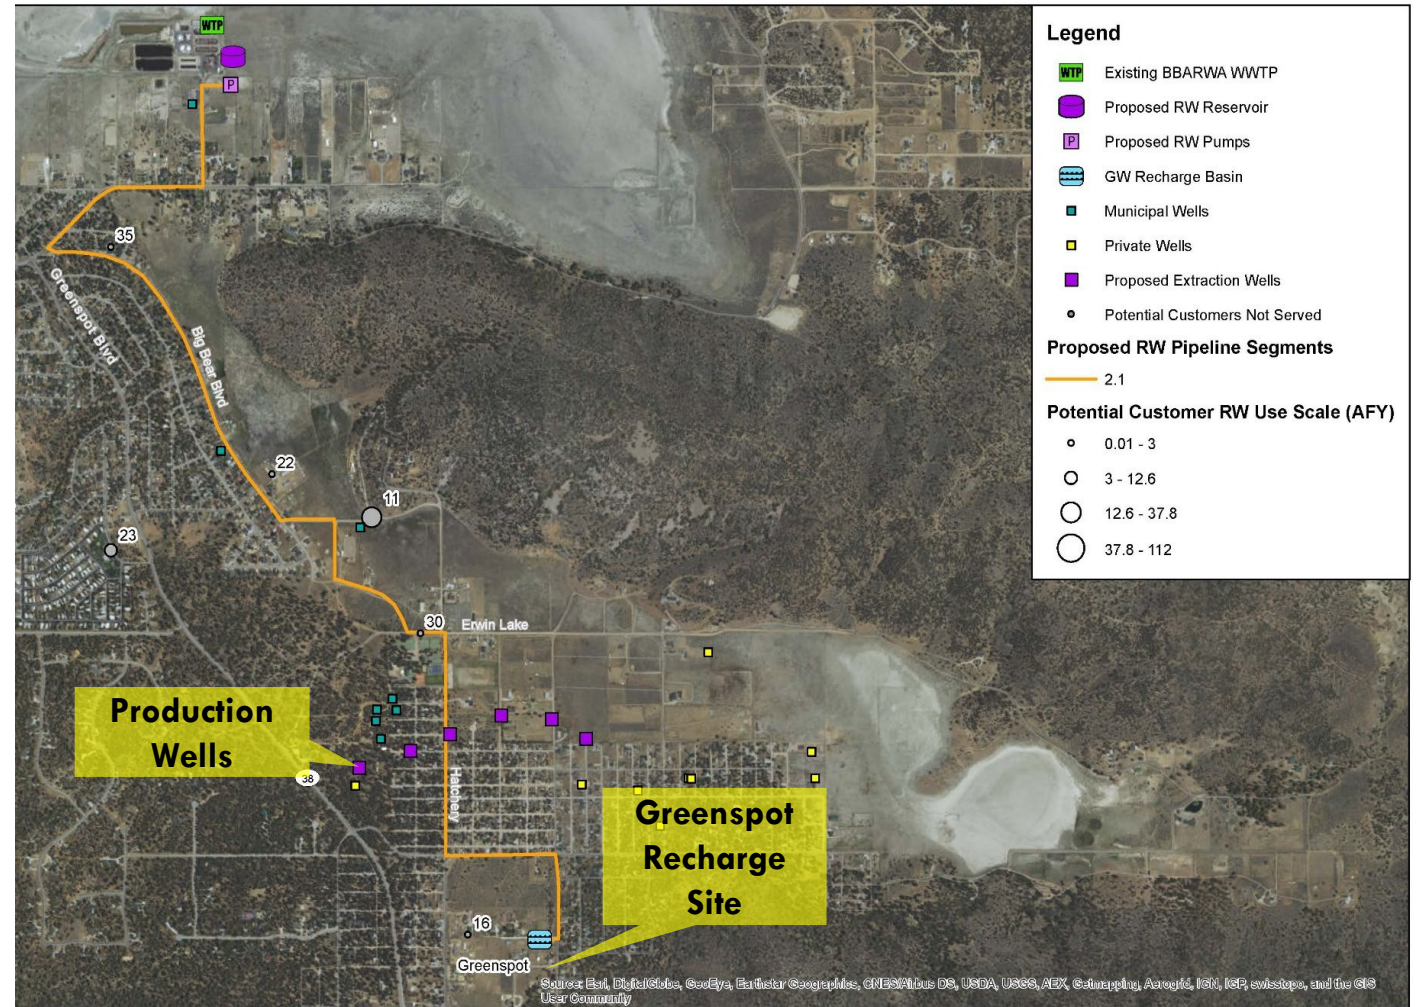 WTP
P
35
Greenspot Blvd
Big Bear Blvd
22
11
23
30
Erwin Lake
Production
Wells
38
Hatchery
Greenspot
Recharge
Site
16
Greenspot
Legend
WTP Existing BBARWA WWTP
Proposed RW Reservoir
P Proposed RW Pumps
GW Recharge Basin
Municipal Wells
Private Wells
Proposed Extraction Wells
Potential Customers Not Served
Proposed RW Pipeline Segments
2.1
Potential Customer RW Use Scale (AFY)
0.01 - 3
3 - 12.6
12.6 - 37.8
37.8 - 112
Source: Esri, DigitalGlobe, GeoEye, Earthstar Geographics, CNES/Airbus DS, USDA, USGS, AEX, Getmapping, Aerogrid, IGN, IGP, swisstopo, and the GIS
User Community